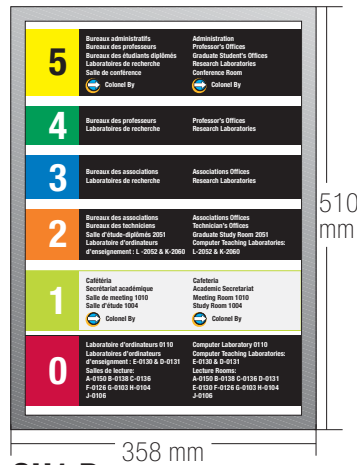 5
Bureaux administratifs
Bureaux des professeurs
Bureaux des étudiants diplômés
Laboratoires de recherche
Salle de conférence
Colonel By
Administration
Professor's Offices
Graduate Student's Offices
Research Laboratories
Conference Room
Colonel By
4
Bureaux des professeurs
Laboratoires de recherche
Professor's Offices
Research Laboratories
3
Bureaux des associations
Laboratoires de recherche
Associations Offices
Research Laboratories
2
Bureaux des associations
Bureaux des techniciens
Salle d'étude-diplômés 2051
Laboratoire d'ordinateurs
d'enseignement : L -2052 & K-2060
Associations Offices
Technician's Offices
Graduate Study Room 2051
Computer Teaching Laboratories:
L-2052 & K-2060
1
Cafétéria
Secrétariat académique
Salle de meeting 1010
Salle d'étude 1004
Colonel By
Cafeteria
Academic Secretariat
Meeting Room 1010
Study Room 1004
Colonel By
0
Laboratoire d'ordinateurs 0110
Laboratoires d'ordinateurs
d'enseignement : E-0130 & D-0131
Salles de lecture:
A-0150 B-0138 C-0136
F-0126 G-0103 H-0104
J-0106
Computer Laboratory 0110
Computer Teaching Laboratories:
E-0130 & D-0131
Lecture Rooms:
A-0150 B-0138 C-0136 D-0131
E-0130 F-0126 G-0103 H-0104
J-0106
510
mm
358 mm